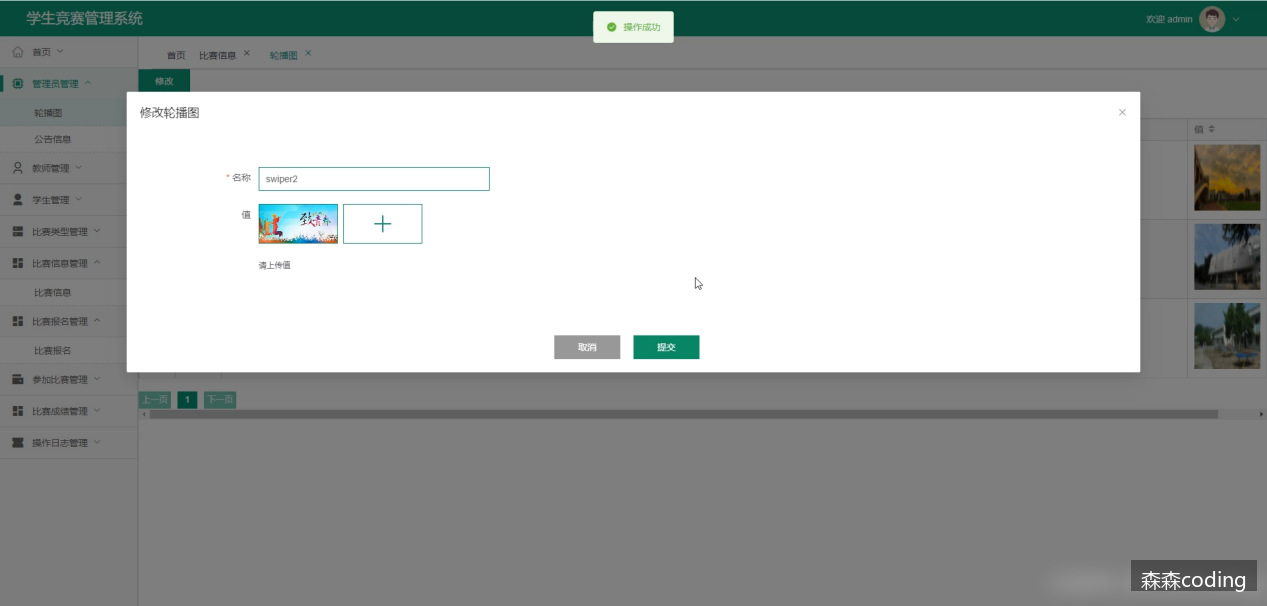 学生竞赛管理系统
操作成功
欢迎 admin
首页
首页
比赛信息
轮播图
管理员管理
修改
轮播图
修改轮播图
公告信息
值
教师管理
* 名称
swiper2
学生管理
值
致青春
比赛类型管理
比赛信息管理
请上传值
比赛信息
比赛报名管理
取消
提交
比赛报名
参加比赛管理
上一页
1
下一页
比赛成绩管理
操作日志管理
森森coding